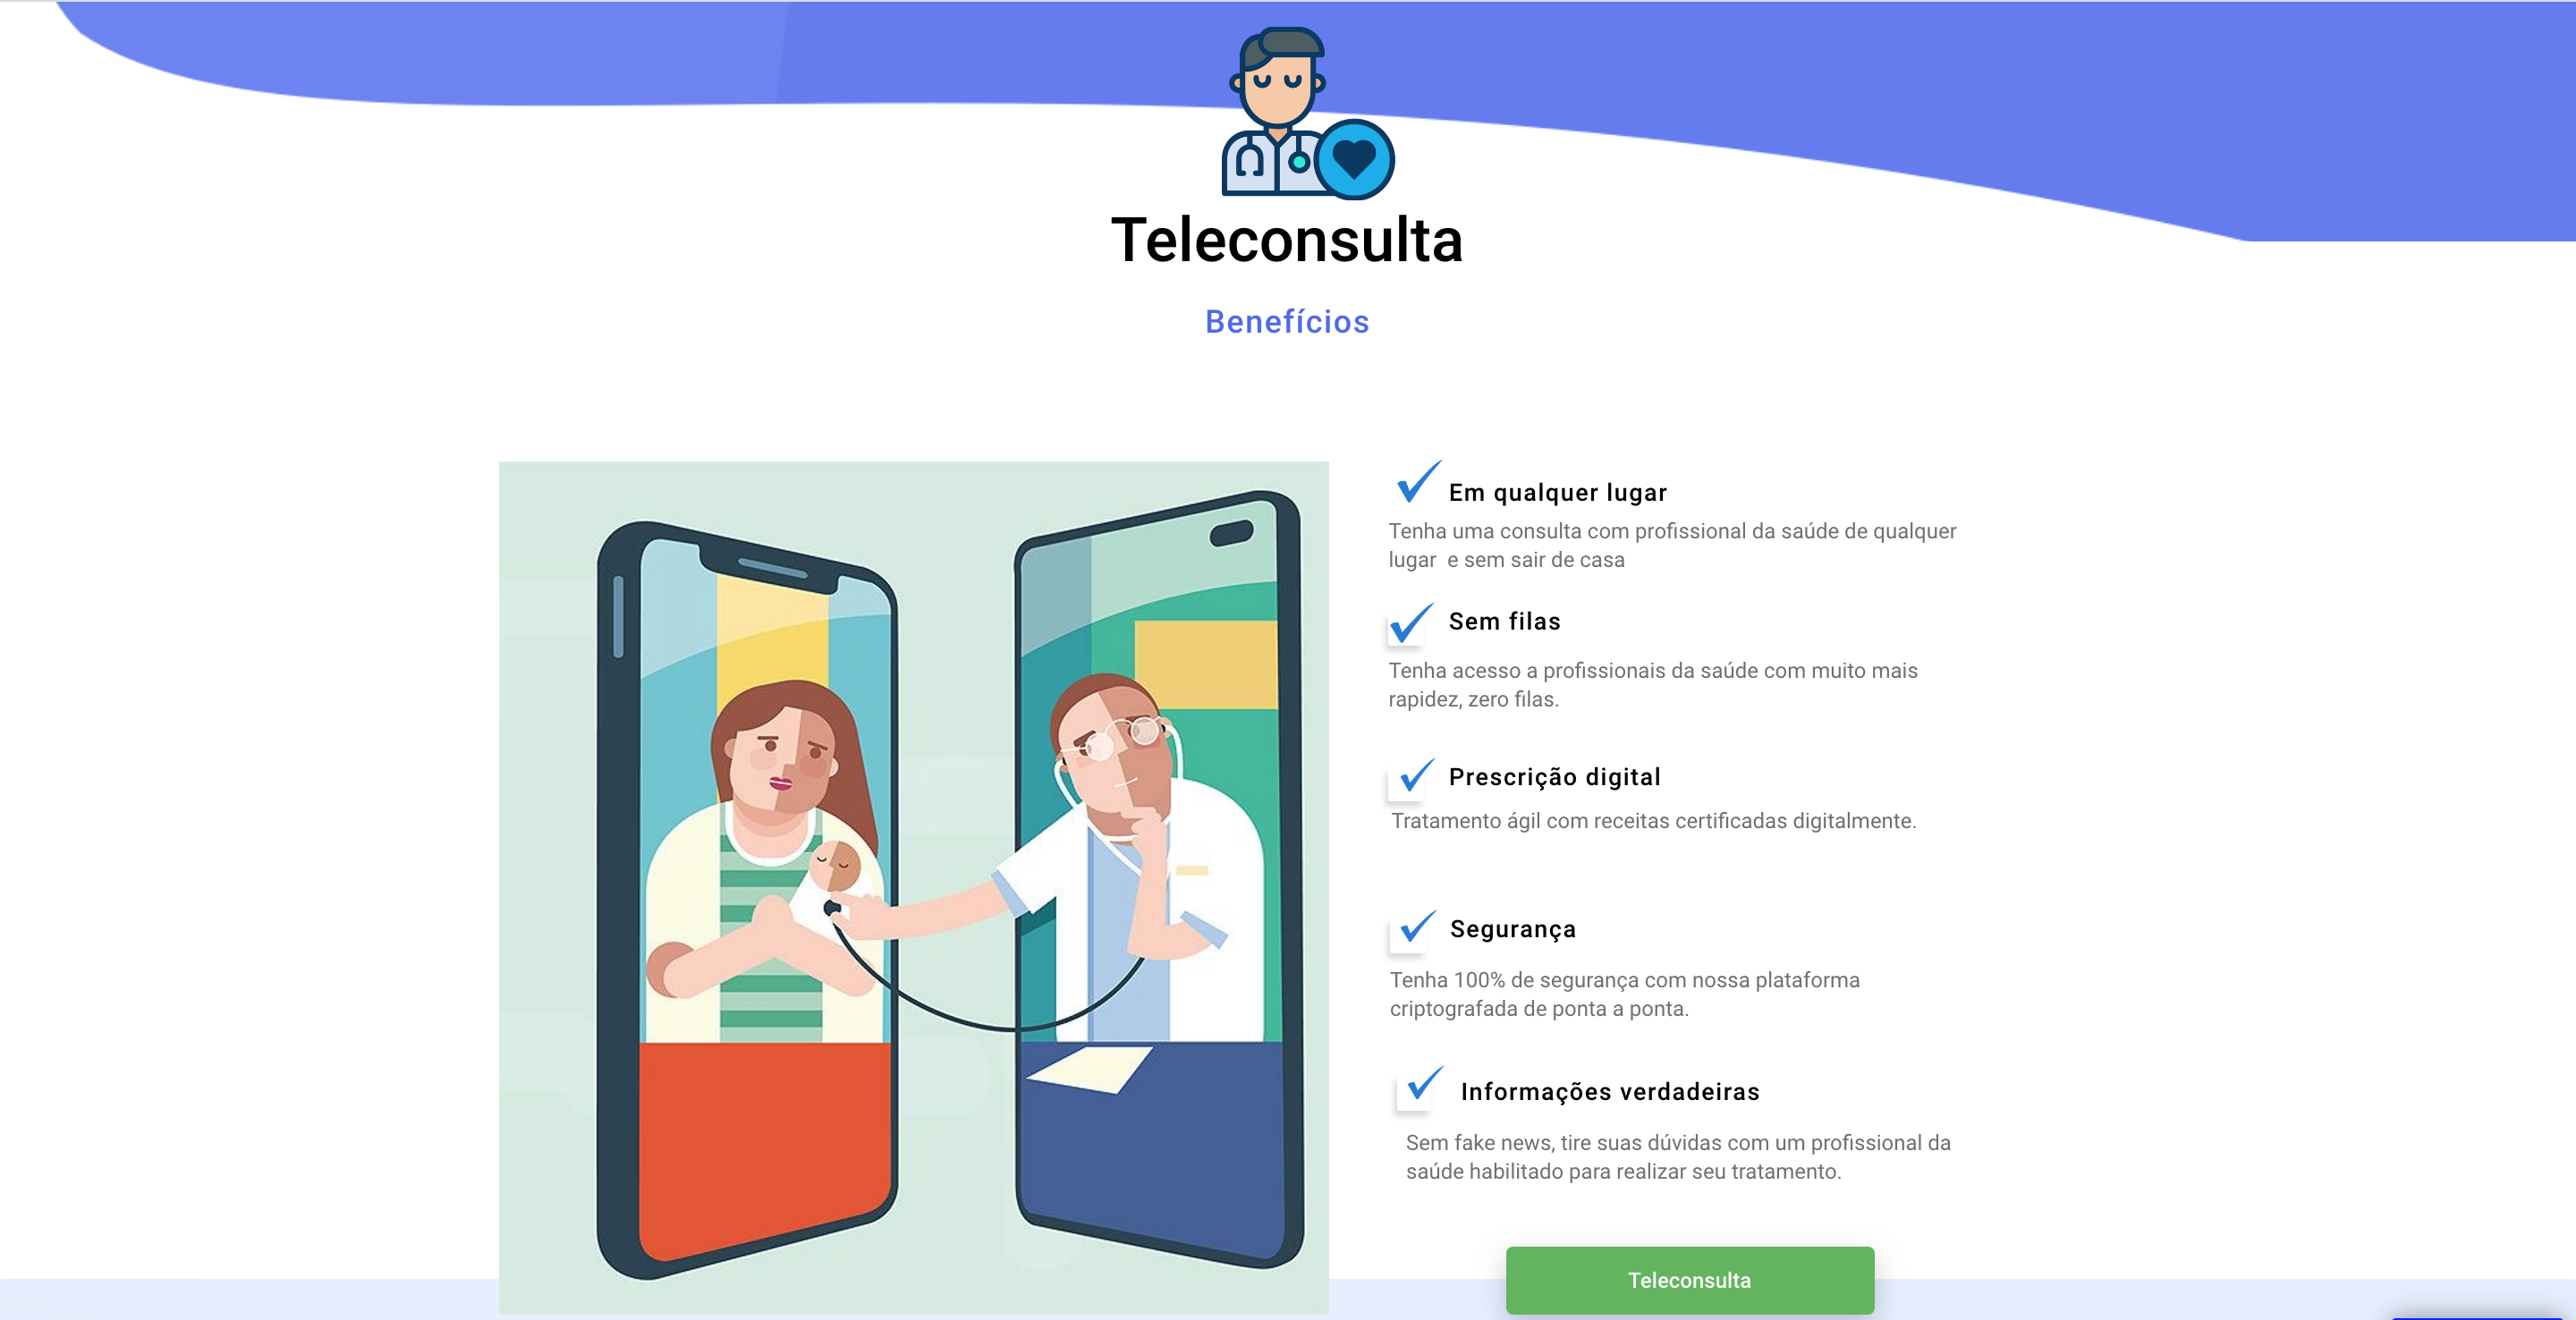 Teleconsulta
Benefícios
Em qualquer lugar
Tenha uma consulta com profissional da saúde de qualquer
lugar  e sem sair de casa
Sem filas
Tenha acesso a profissionais da saúde com muito mais
rapidez, zero filas.
Prescrição digital
Tratamento ágil com receitas certificadas digitalmente.
Segurança
Tenha 100% de segurança com nossa plataforma
criptografada de ponta a ponta.
Informações verdadeiras
Sem fake news, tire suas dúvidas com um profissional da
saúde habilitado para realizar seu tratamento.
Teleconsulta